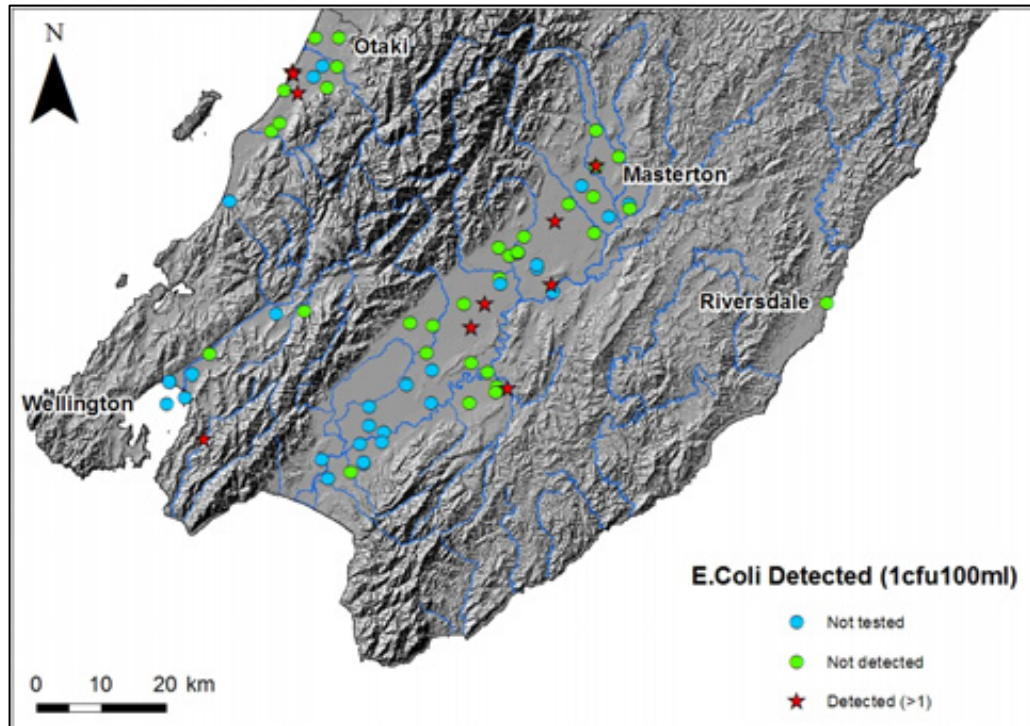 N
Otaki
Masterton
Riversdale
Wellington
E.Coli Detected (1cfu100ml)
Not tested
Not detected
Detected (>1)
0 10 20 km